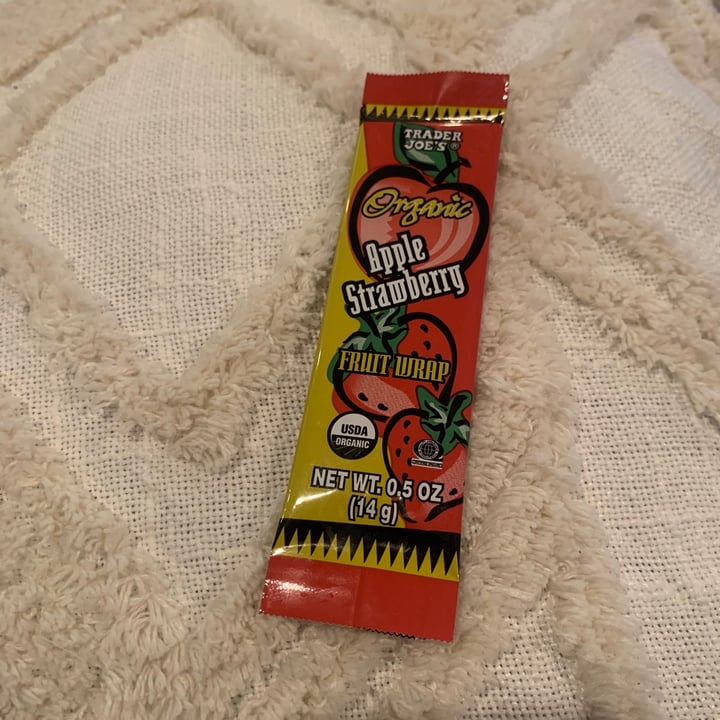 TRADER
JOE'S®
Organic
Apple
Strawberry
FRUIT WRAP
USDA
ORGANIC
NET WT. 0.5 OZ
(14 g)